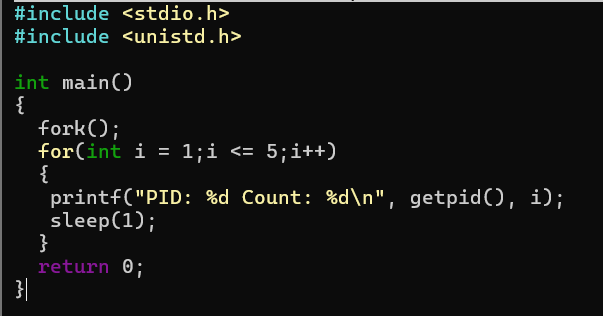 #include <stdio.h>
#include <unistd.h>
int main()
{
  fork();
  for(int i = 1;i <= 5;i++)
  {
   printf("PID: %d Count: %d\n", getpid(), i);
   sleep(1);
  }
  return 0;
}